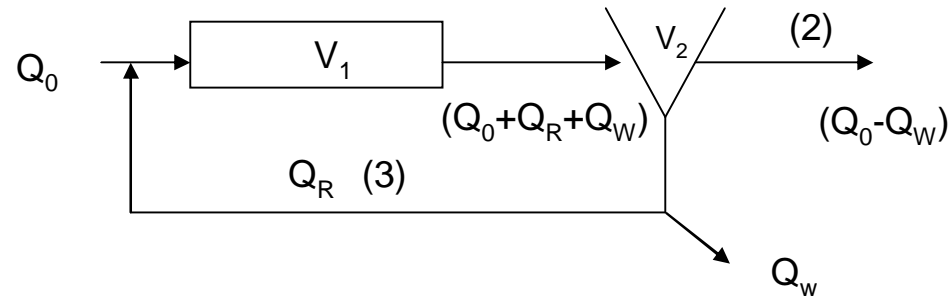 Q₀
V₁
V₂
(2)
(Q₀+Q_R+Q_W)
(Q₀-Q_W)
Q_R (3)
Q_w